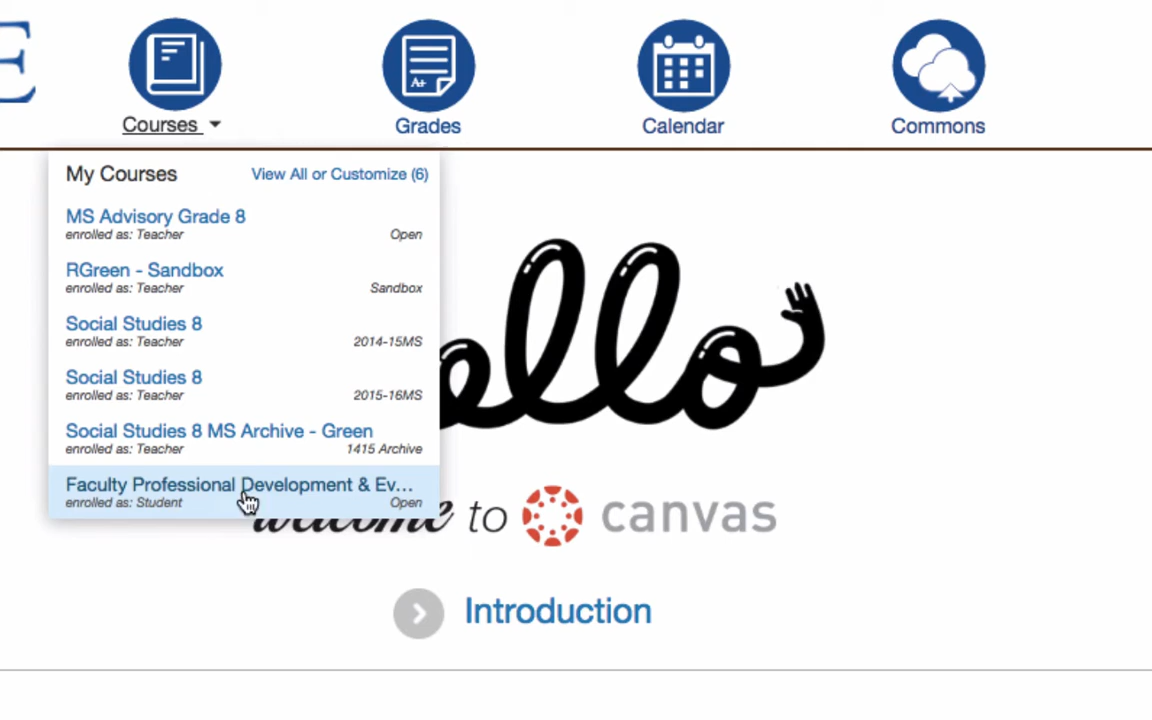 E
Courses
Grades
Calendar
Commons
A+
My Courses
View All or Customize (6)
MS Advisory Grade 8
enrolled as: Teacher
Open
RGreen - Sandbox
enrolled as: Teacher
Sandbox
Social Studies 8
enrolled as: Teacher
2014-15MS
Social Studies 8
enrolled as: Teacher
2015-16MS
Social Studies 8 MS Archive - Green
enrolled as: Teacher
1415 Archive
Faculty Professional Development & Ev...
enrolled as: Student
Open
ello
welcome to canvas
Introduction